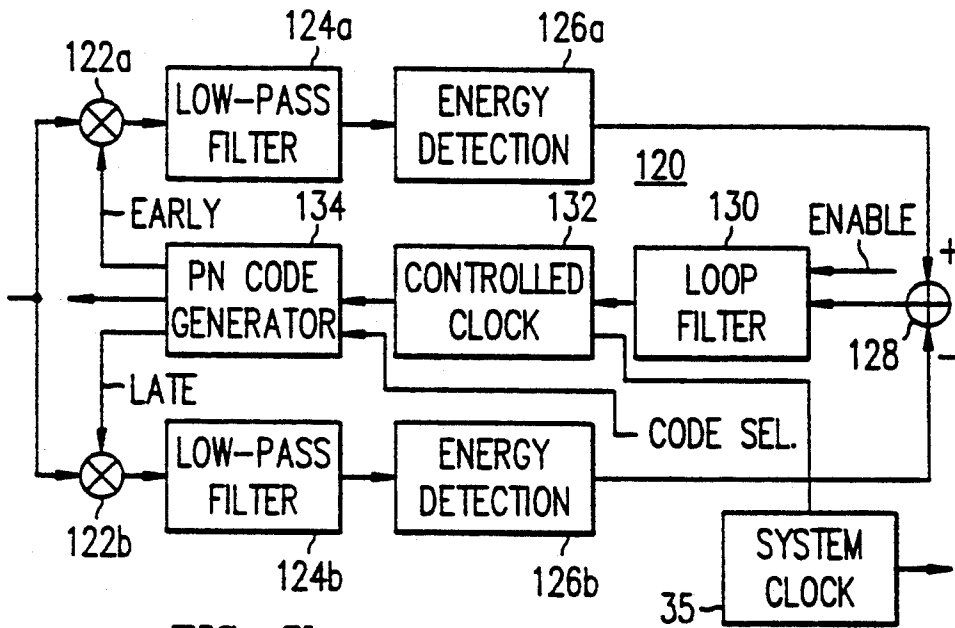 124a
126a
122a
LOW-PASS
FILTER
ENERGY
DETECTION
120
EARLY
134
132
130
ENABLE
+
PN CODE
GENERATOR
CONTROLLED
CLOCK
LOOP
FILTER
128
-
LATE
CODE SEL.
LOW-PASS
FILTER
ENERGY
DETECTION
122b
124b
126b
SYSTEM
CLOCK
35